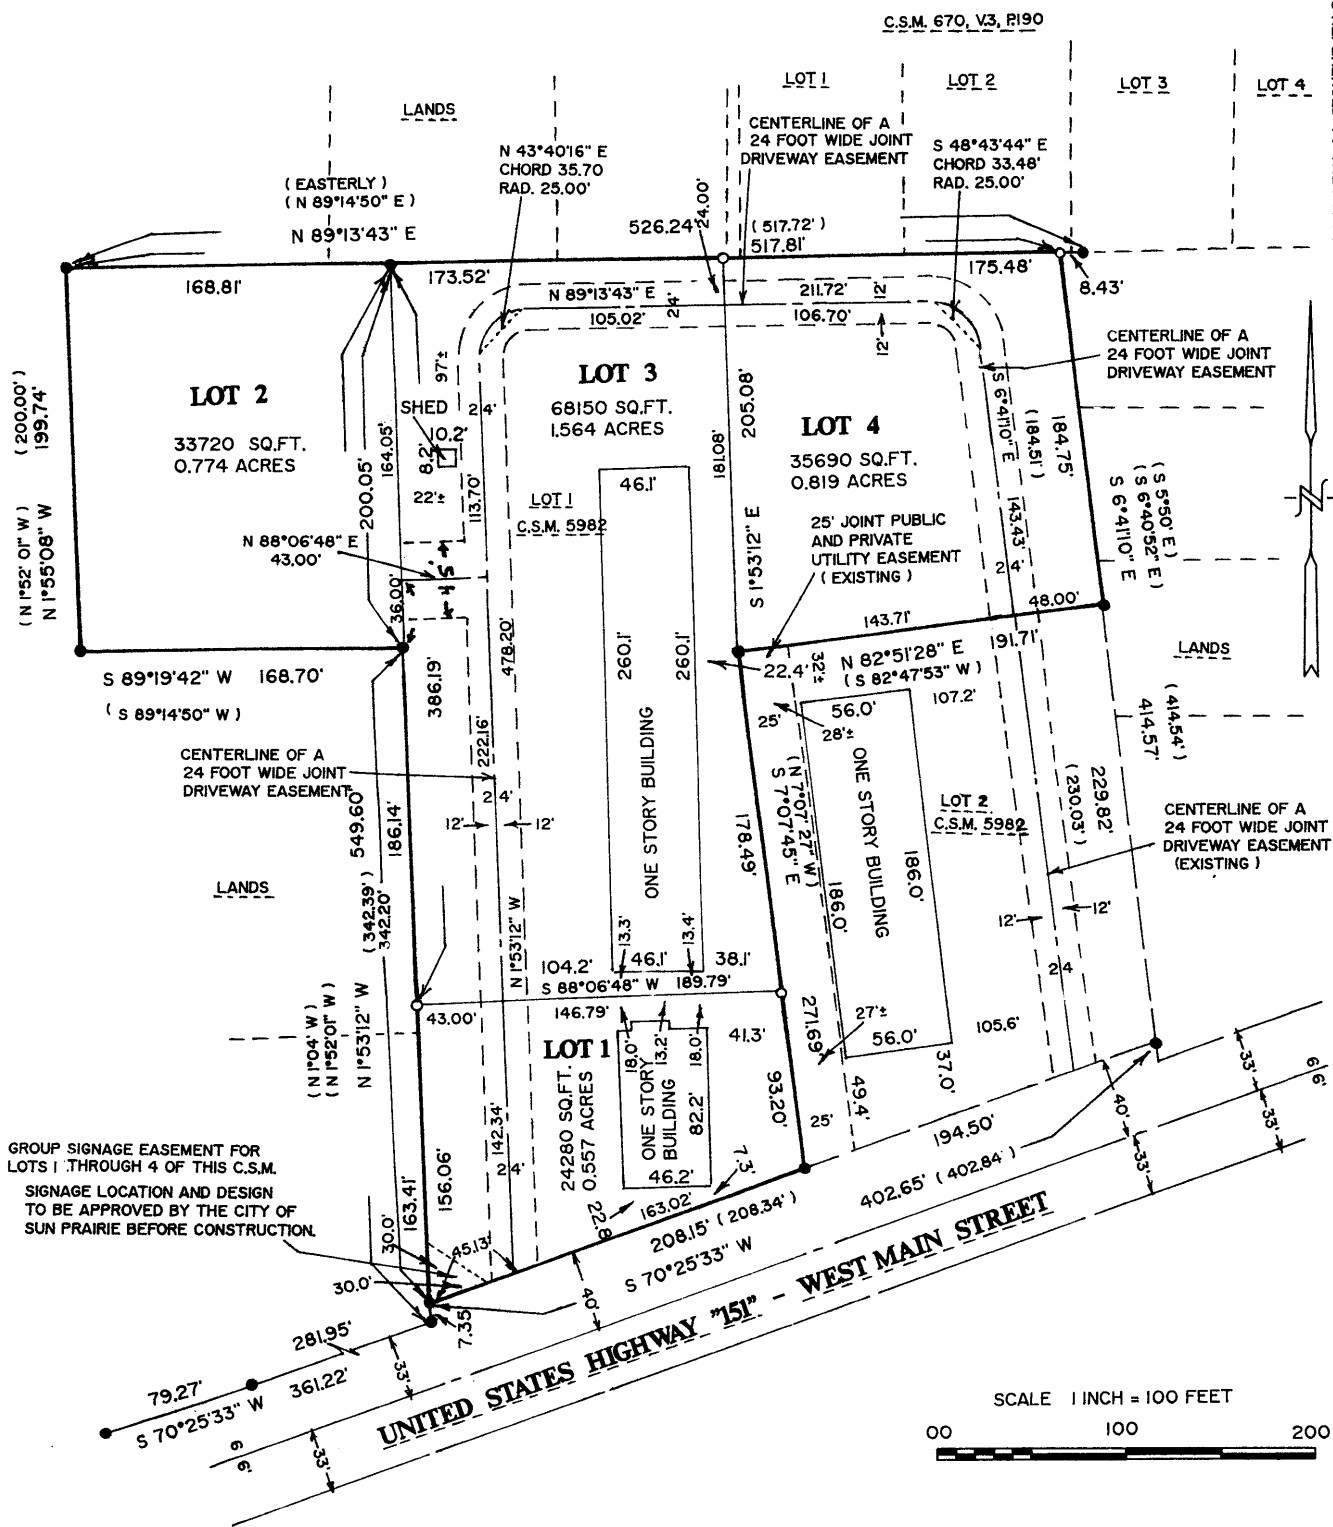 C.S.M. 670, V.3, P.190
LOT 1
LOT 2
LOT 3
LOT 4
LANDS
CENTERLINE OF A
24 FOOT WIDE JOINT
DRIVEWAY EASEMENT
N 43°40'16" E
CHORD 35.70
RAD. 25.00'
S 48°43'44" E
CHORD 33.48'
RAD. 25.00'
( EASTERLY )
( N 89°14'50" E )
N 89°13'43" E
526.24'
24.00'
( 517.72' )
517.81'
168.81'
173.52'
175.48'
8.43'
N 89°13'43" E
24'
211.72'
12'
105.02'
106.70'
12'
CENTERLINE OF A
24 FOOT WIDE JOINT
DRIVEWAY EASEMENT
LOT 2
33720 SQ.FT.
0.774 ACRES
LOT 3
68150 SQ.FT.
1.564 ACRES
LOT 4
35690 SQ.FT.
0.819 ACRES
97'±
SHED
10.2'
8.2'
22'±
24'
113.70'
164.05'
200.05'
( 200.00' )
199.74'
( N 1°52' 01" W )
N 1°55'08" W
205.08'
181.08'
S 1°53'12" E
S 6°41'10" E
( 184.51' )
184.75'
143.43'
24'
( S 5°50' E )
( S 6°40'52" E )
S 6°41'10" E
LOT 1
C.S.M. 5982
46.1'
25' JOINT PUBLIC
AND PRIVATE
UTILITY EASEMENT
( EXISTING )
N 88°06'48" E
43.00'
45'
36.00'
48.00'
143.71'
191.71'
N 82°51'28" E
( S 82°47'53" W )
22.4'
32'±
LANDS
S 89°19'42" W 168.70'
( S 89°14'50" W )
386.19'
478.20'
260.1'
260.1'
ONE STORY BUILDING
107.2'
56.0'
25'
28'±
( 414.54' )
414.57'
222.16'
CENTERLINE OF A
24 FOOT WIDE JOINT
DRIVEWAY EASEMENT
24'
12'
12'
549.60'
186.14'
178.49'
( N 7°07' 27" W )
S 7°07'45" E
ONE STORY BUILDING
186.0'
186.0'
LOT 2
C.S.M. 5982
229.82'
( 230.03' )
CENTERLINE OF A
24 FOOT WIDE JOINT
DRIVEWAY EASEMENT
(EXISTING )
LANDS
( 342.39' )
342.20'
N 1°53'12" W
13.3'
13.4'
12'
12'
104.2'
46.1'
38.1'
S 88°06'48" W
189.79'
24
( N 1°04' W )
( N 1°52'01" W )
N 1°53'12" W
43.00'
146.79'
LOT 1
24280 SQ.FT.
0.557 ACRES
18.0'
13.2'
18.0'
41.3'
ONE STORY
BUILDING
82.2'
46.2'
271.69'
27'±
56.0'
105.6'
37.0'
49.4'
93.20'
25'
33'
66'
33'
40'
33'
194.50'
142.34'
24'
GROUP SIGNAGE EASEMENT FOR
LOTS 1 THROUGH 4 OF THIS C.S.M.
SIGNAGE LOCATION AND DESIGN
TO BE APPROVED BY THE CITY OF
SUN PRAIRIE BEFORE CONSTRUCTION.
163.41'
156.06'
30.0'
30.0'
45.13'
22.8
163.02'
7.3'
208.15' ( 208.34' )
S 70°25'33" W
402.65' ( 402.84' )
40'
7.35'
281.95'
79.27'
361.22'
S 70°25'33" W
33'
66'
33'
UNITED STATES HIGHWAY "151" - WEST MAIN STREET
N
SCALE 1 INCH = 100 FEET
00 100 200